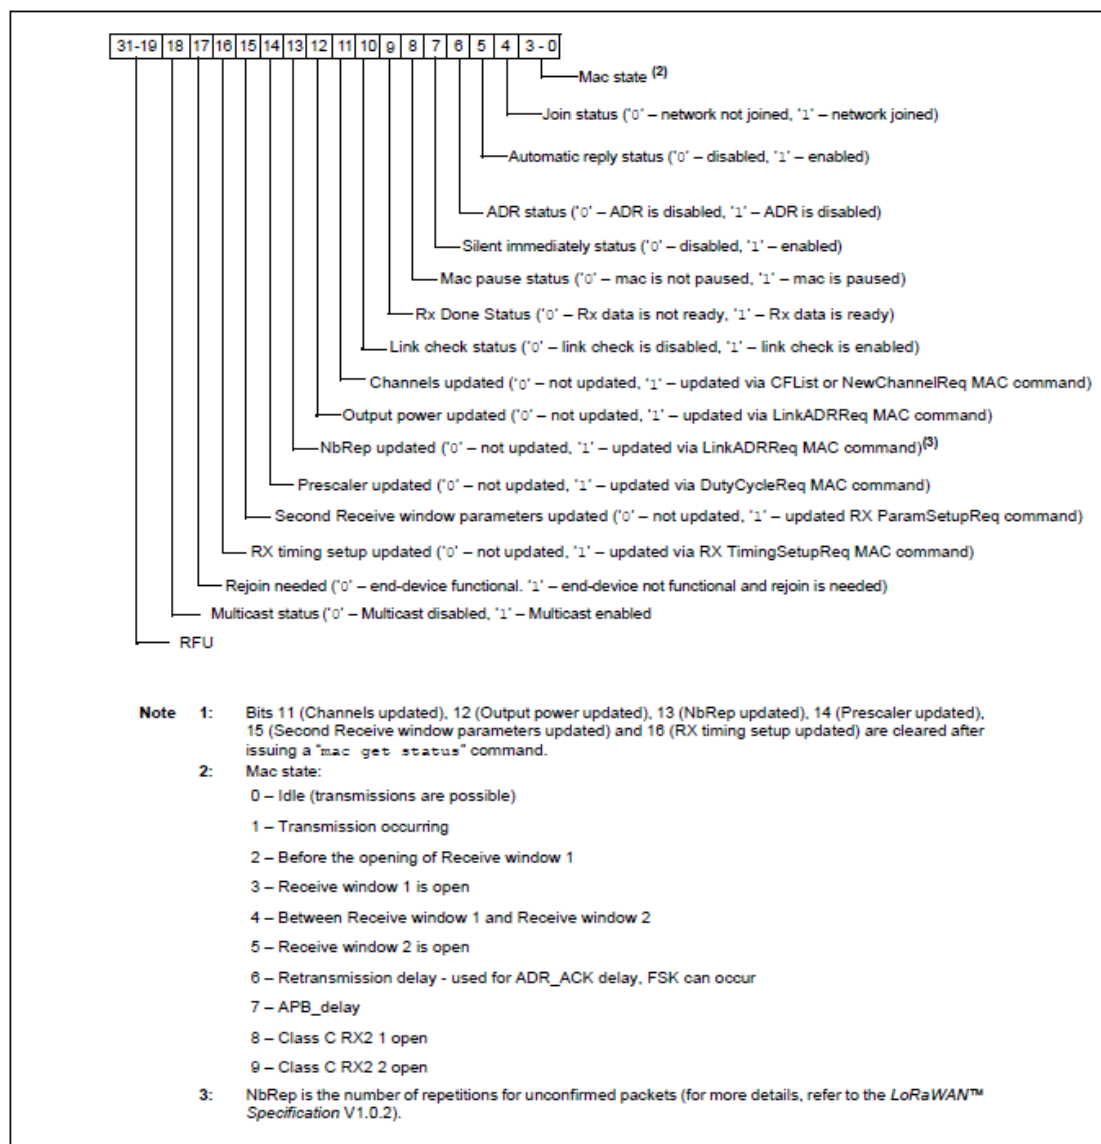 31-19 18 17 16 15 14 13 12 11 10 9 8 7 6 5 4 3 - 0
Mac state (2)
Join status ('0' – network not joined, '1' – network joined)
Automatic reply status ('0' – disabled, '1' – enabled)
ADR status ('0' – ADR is disabled, '1' – ADR is disabled)
Silent immediately status ('0' – disabled, '1' – enabled)
Mac pause status ('0' – mac is not paused, '1' – mac is paused)
Rx Done Status ('0' – Rx data is not ready, '1' – Rx data is ready)
Link check status ('0' – link check is disabled, '1' – link check is enabled)
Channels updated ('0' – not updated, '1' – updated via CFList or NewChannelReq MAC command)
Output power updated ('0' – not updated, '1' – updated via LinkADRReq MAC command)
NbRep updated ('0' – not updated, '1' – updated via LinkADRReq MAC command)(3)
Prescaler updated ('0' – not updated, '1' – updated via DutyCycleReq MAC command)
Second Receive window parameters updated ('0' – not updated, '1' – updated RX ParamSetupReq command)
RX timing setup updated ('0' – not updated, '1' – updated via RX TimingSetupReq MAC command)
Rejoin needed ('0' – end-device functional. '1' – end-device not functional and rejoin is needed)
Multicast status ('0' – Multicast disabled, '1' – Multicast enabled
RFU
Note 1: Bits 11 (Channels updated), 12 (Output power updated), 13 (NbRep updated), 14 (Prescaler updated),
15 (Second Receive window parameters updated) and 16 (RX timing setup updated) are cleared after
issuing a "mac get status" command.
2: Mac state:
0 – Idle (transmissions are possible)
1 – Transmission occurring
2 – Before the opening of Receive window 1
3 – Receive window 1 is open
4 – Between Receive window 1 and Receive window 2
5 – Receive window 2 is open
6 – Retransmission delay - used for ADR_ACK delay, FSK can occur
7 – APB_delay
8 – Class C RX2 1 open
9 – Class C RX2 2 open
3: NbRep is the number of repetitions for unconfirmed packets (for more details, refer to the LoRaWAN™
Specification V1.0.2).